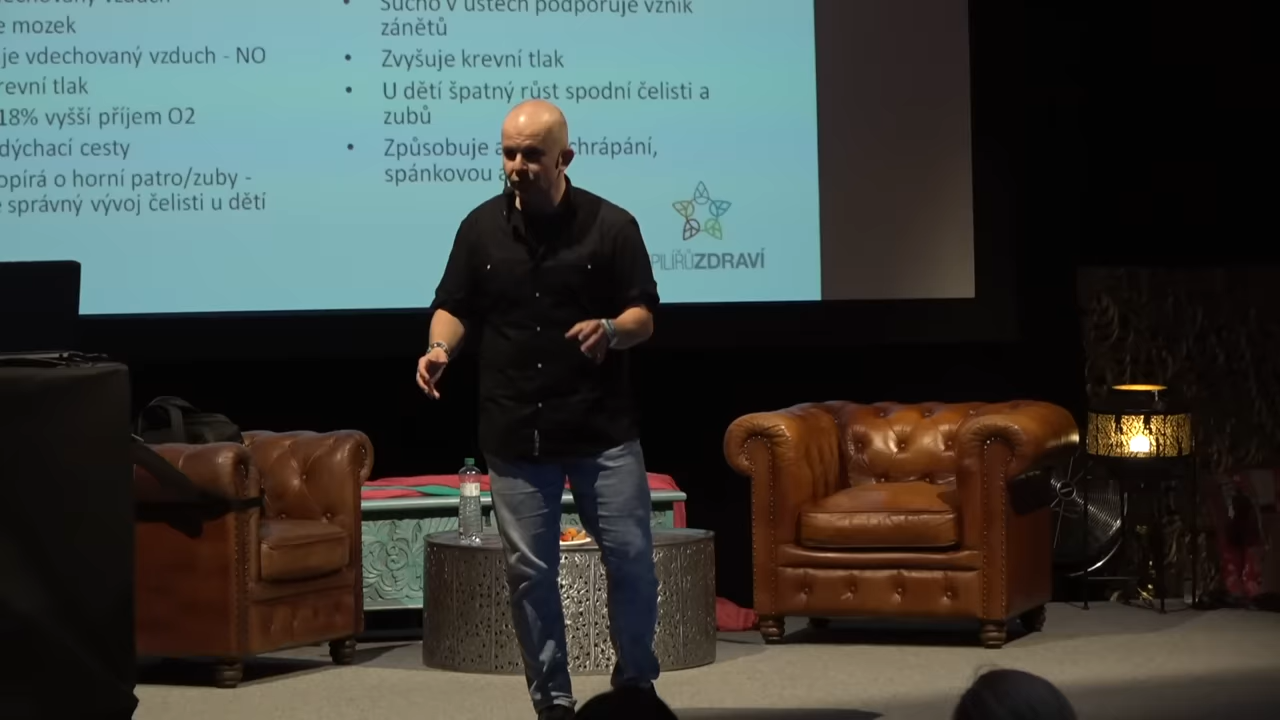 e mozek
je vdechovaný vzduch - NO
revní tlak
18% vyšší příjem O2
dýchací cesty
opírá o horní patro/zuby -
e správný vývoj čelisti u dětí
Sucho v ústech podporuje vznik
zánětů
• Zvyšuje krevní tlak
• U dětí špatný růst spodní čelisti a
zubů
• Způsobuje a chrápání,
spánkovou a
PILÍŘŮZDRAVÍ